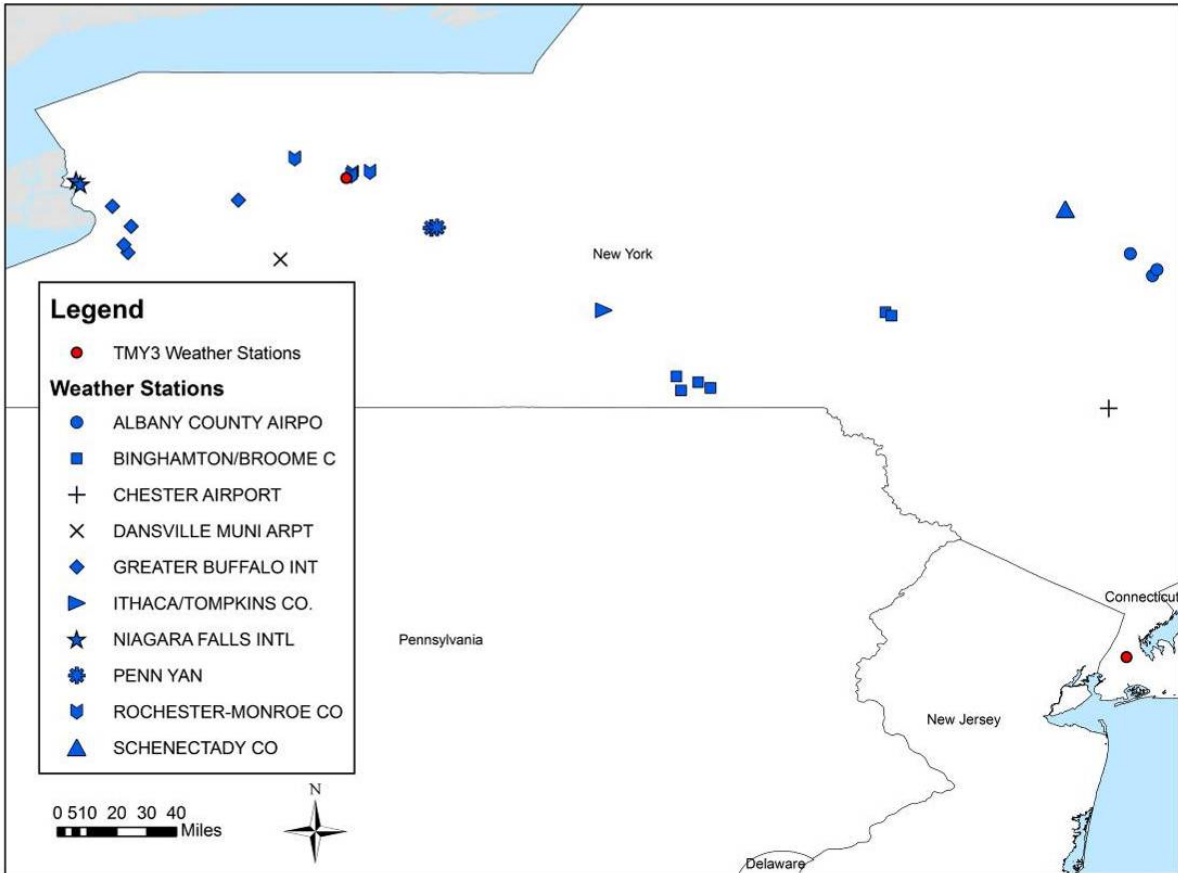 New York
Legend
TMY3 Weather Stations
Weather Stations
ALBANY COUNTY AIRPO
BINGHAMTON/BROOME C
CHESTER AIRPORT
DANSVILLE MUNI ARPT
GREATER BUFFALO INT
ITHACA/TOMPKINS CO.
NIAGARA FALLS INTL
PENN YAN
ROCHESTER-MONROE CO
SCHENECTADY CO
Connecticut
Pennsylvania
New Jersey
N
0 510 20 30 40
Miles
Delaware